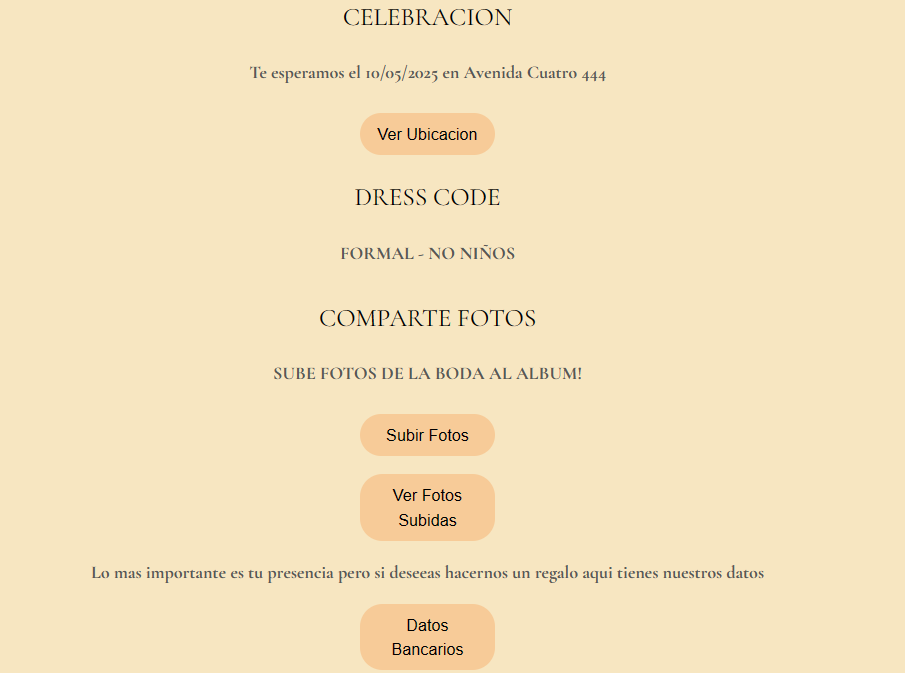 CELEBRACION
Te esperamos el 10/05/2025 en Avenida Cuatro 444
Ver Ubicacion
DRESS CODE
FORMAL - NO NIÑOS
COMPARTE FOTOS
SUBE FOTOS DE LA BODA AL ALBUM!
Subir Fotos
Ver Fotos
Subidas
Lo mas importante es tu presencia pero si deseeas hacernos un regalo aqui tienes nuestros datos
Datos
Bancarios